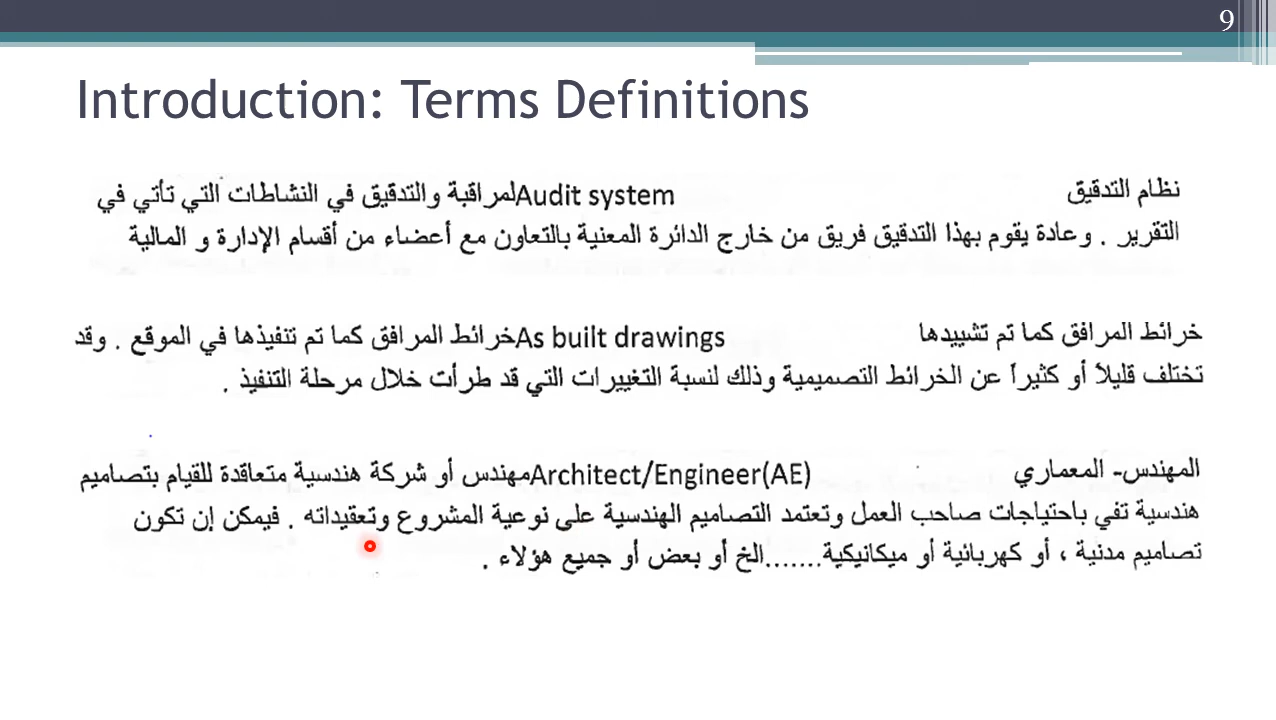 9
Introduction: Terms Definitions
نظام التدقيق Audit system لمراقبة والتدقيق في النشاطات التي تأتي في
التقرير . وعادة يقوم بهذا التدقيق فريق من خارج الدائرة المعنية بالتعاون مع أعضاء من أقسام الإدارة و المالية
خرائط المرافق كما تم تشييدها As built drawings خرائط المرافق كما تم تنفيذها في الموقع . وقد
تختلف قليلاً أو كثيراً عن الخرائط التصميمية وذلك لنسبة التغييرات التي قد طرأت خلال مرحلة التنفيذ .
المهندس- المعماري Architect/Engineer(AE) مهندس أو شركة هندسية متعاقدة للقيام بتصاميم
هندسية تفي باحتياجات صاحب العمل وتعتمد التصاميم الهندسية على نوعية المشروع وتعقيداته . فيمكن إن تكون
تصاميم مدنية ، أو كهربائية أو ميكانيكية.......الخ أو بعض أو جميع هؤلاء .